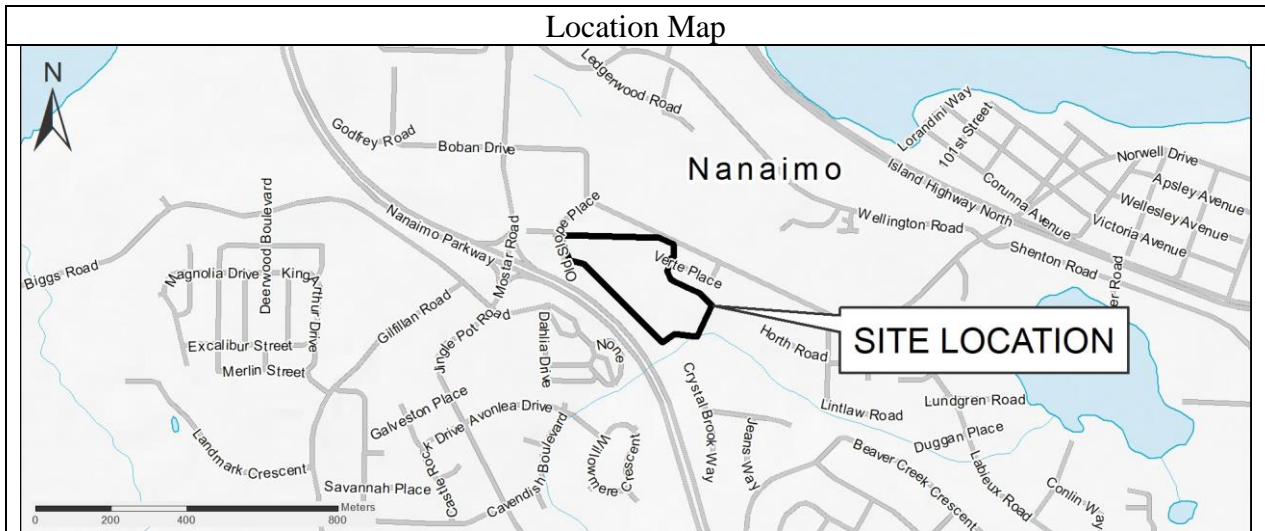 Location Map
N
Ledgerwood Road
Godfrey Road
Boban Drive
Nanaimo
Lorandini Way
101st Street
Norwell Drive
Island Highway North
Corunna Avenue
Apsley Avenue
Wellesley Avenue
Victoria Avenue
Wellington Road
Shenton Road
er Road
Deerwood Boulevard
Nanaimo Parkway
Mostar Road
Old Slope Place
Verte Place
Biggs Road
Magnolia Drive
King Arthur Drive
Gilfillan Road
Jingle Pot Road
Excalibur Street
Merlin Street
Dahlia Drive
None
SITE LOCATION
Horth Road
Crystal Brook Way
Galveston Place
Castle Rock Drive
Avonlea Drive
Lintlaw Road
Lundgren Road
Duggan Place
Landmark Crescent
Savannah Place
Cavendish Boulevard
Willowmere Crescent
Jeans Way
Beaver Creek Crescent
Labieux Road
Conlin Way
Meters
0 200 400 800